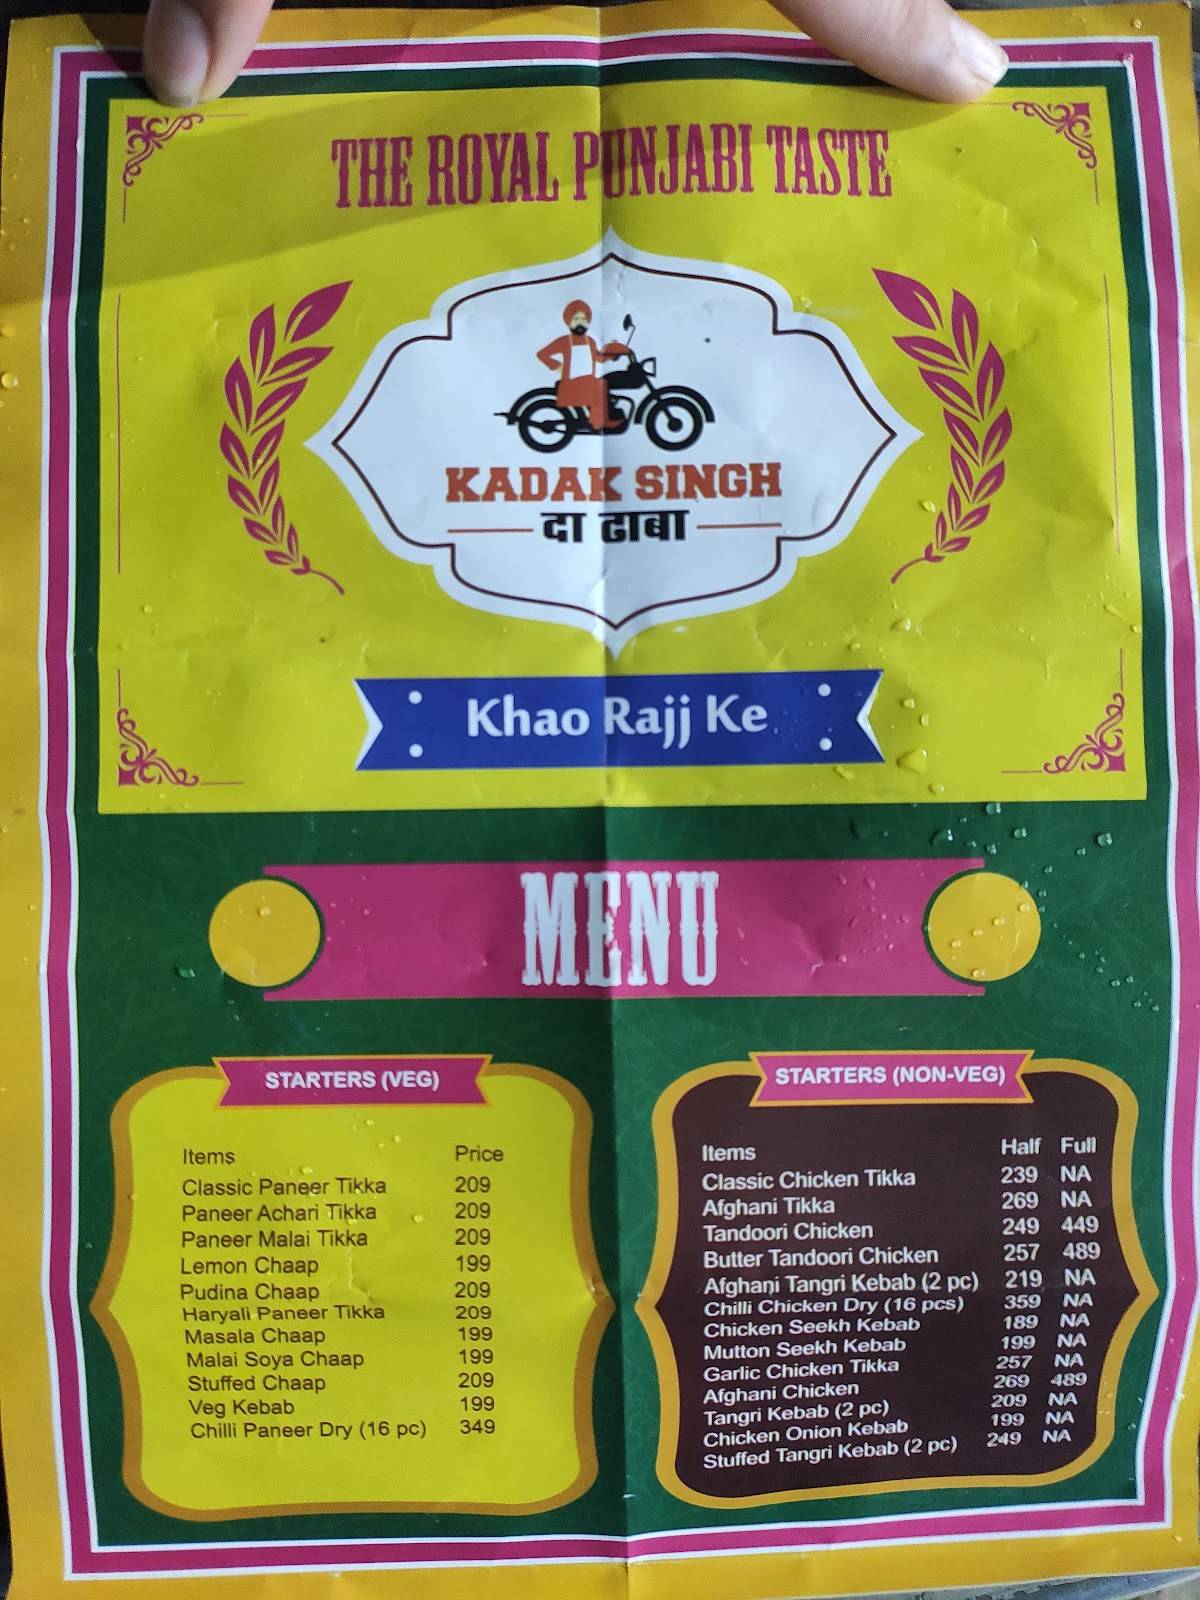 THE ROYAL PUNJABI TASTE
KADAK SINGH
दा ढाबा
Khao Rajj Ke
MENU
STARTERS (VEG)
Items Price
Classic Paneer Tikka 209
Paneer Achari Tikka 209
Paneer Malai Tikka 209
Lemon Chaap 199
Pudina Chaap 209
Haryali Paneer Tikka 209
Masala Chaap 199
Malai Soya Chaap 199
Stuffed Chaap 209
Veg Kebab 199
Chilli Paneer Dry (16 pc) 349
STARTERS (NON-VEG)
Items Half Full
Classic Chicken Tikka 239 NA
Afghani Tikka 269 NA
Tandoori Chicken 249 449
Butter Tandoori Chicken 257 489
Afghani Tangri Kebab (2 pc) 219 NA
Chilli Chicken Dry (16 pcs) 359 NA
Chicken Seekh Kebab 189 NA
Mutton Seekh Kebab 199 NA
Garlic Chicken Tikka 257 NA
Afghani Chicken 269 489
Tangri Kebab (2 pc) 209 NA
Chicken Onion Kebab 199 NA
Stuffed Tangri Kebab (2 pc) 249 NA